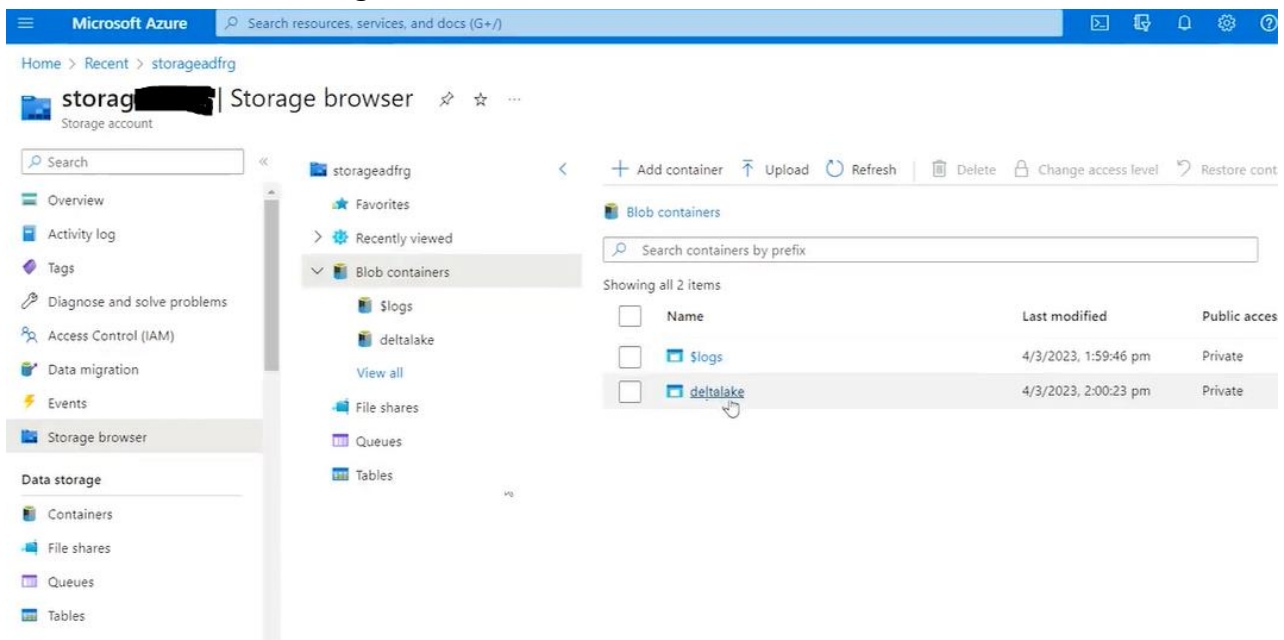 Microsoft Azure
Search resources, services, and docs (G+/)
Home > Recent > storageadfrg
storag | Storage browser
Storage account
Search
Overview
Activity log
Tags
Diagnose and solve problems
Access Control (IAM)
Data migration
Events
Storage browser
Data storage
Containers
File shares
Queues
Tables
storageadfrg
Favorites
Recently viewed
Blob containers
$logs
deltalake
View all
File shares
Queues
Tables
Add container Upload Refresh Delete Change access level Restore cont
Blob containers
Search containers by prefix
Showing all 2 items
Name Last modified Public acces
$logs 4/3/2023, 1:59:46 pm Private
deltalake 4/3/2023, 2:00:23 pm Private